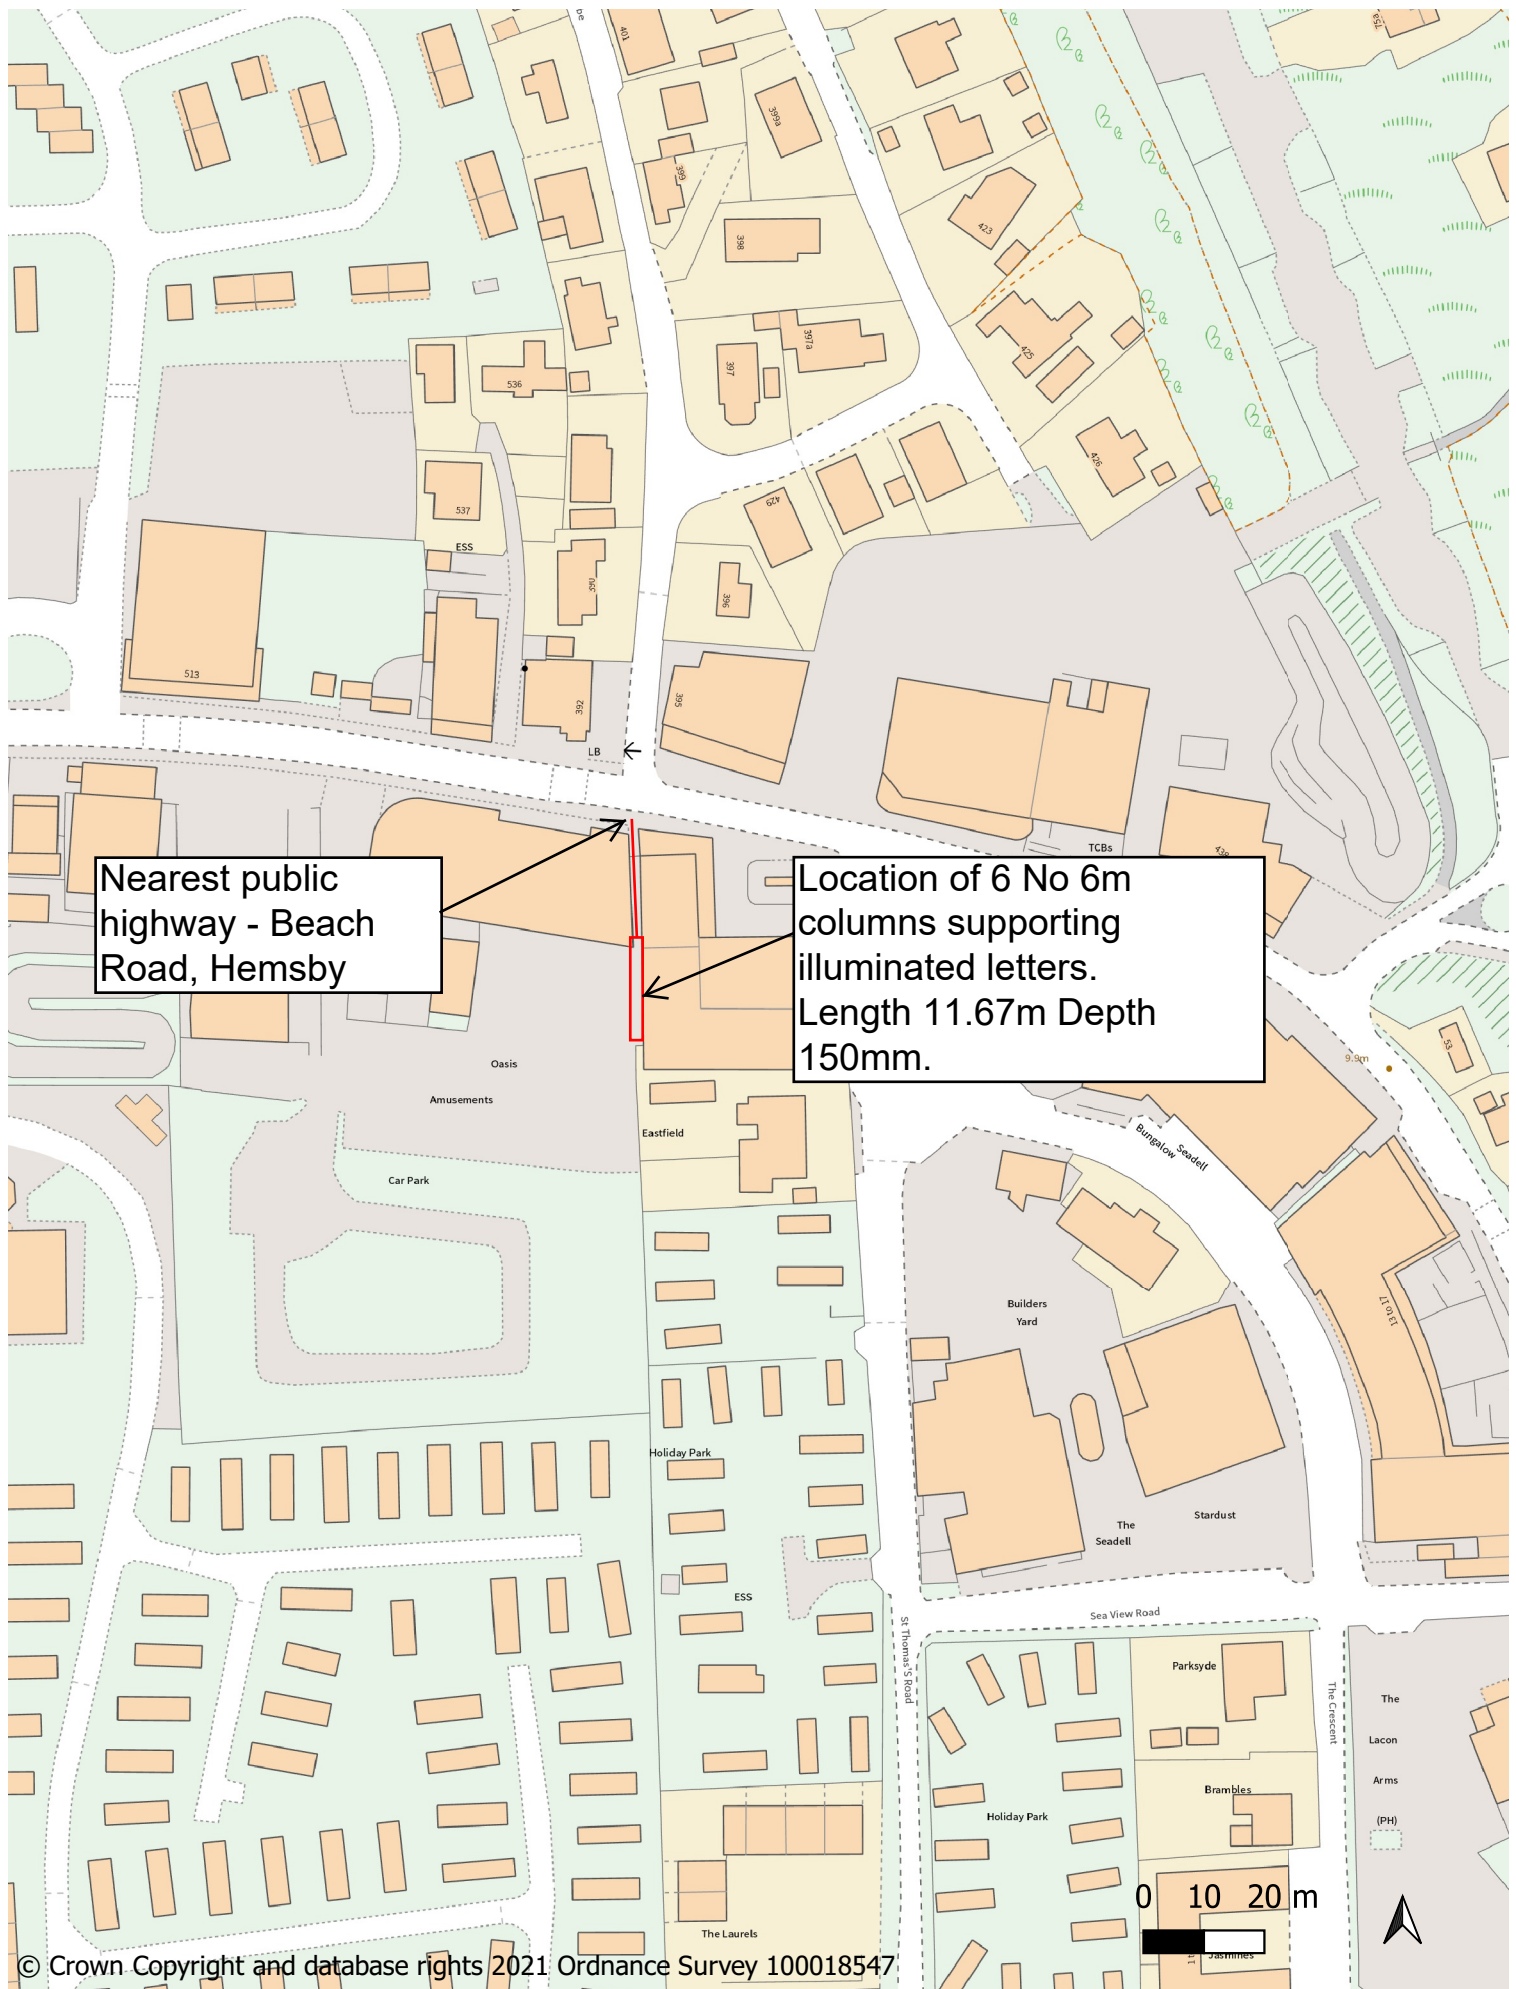 be
401
75a
399a
399
398
423
397a
397
425
536
426
429
537
ESS
390
396
513
392
395
LB
TCBs
439
Nearest public
highway - Beach
Road, Hemsby
Location of 6 No 6m
columns supporting
illuminated letters.
Length 11.67m Depth
150mm.
53
9.9m
Oasis
Amusements
Eastfield
Bungalow
Seadell
Car Park
Builders
Yard
13 to 17
Holiday Park
Stardust
The
Seadell
ESS
Sea View Road
St Thomas'S Road
Parksyde
The Crescent
The
Lacon
Arms
(PH)
Brambles
Holiday Park
0 10 20 m
The Laurels
Jasmines
© Crown Copyright and database rights 2021 Ordnance Survey 100018547